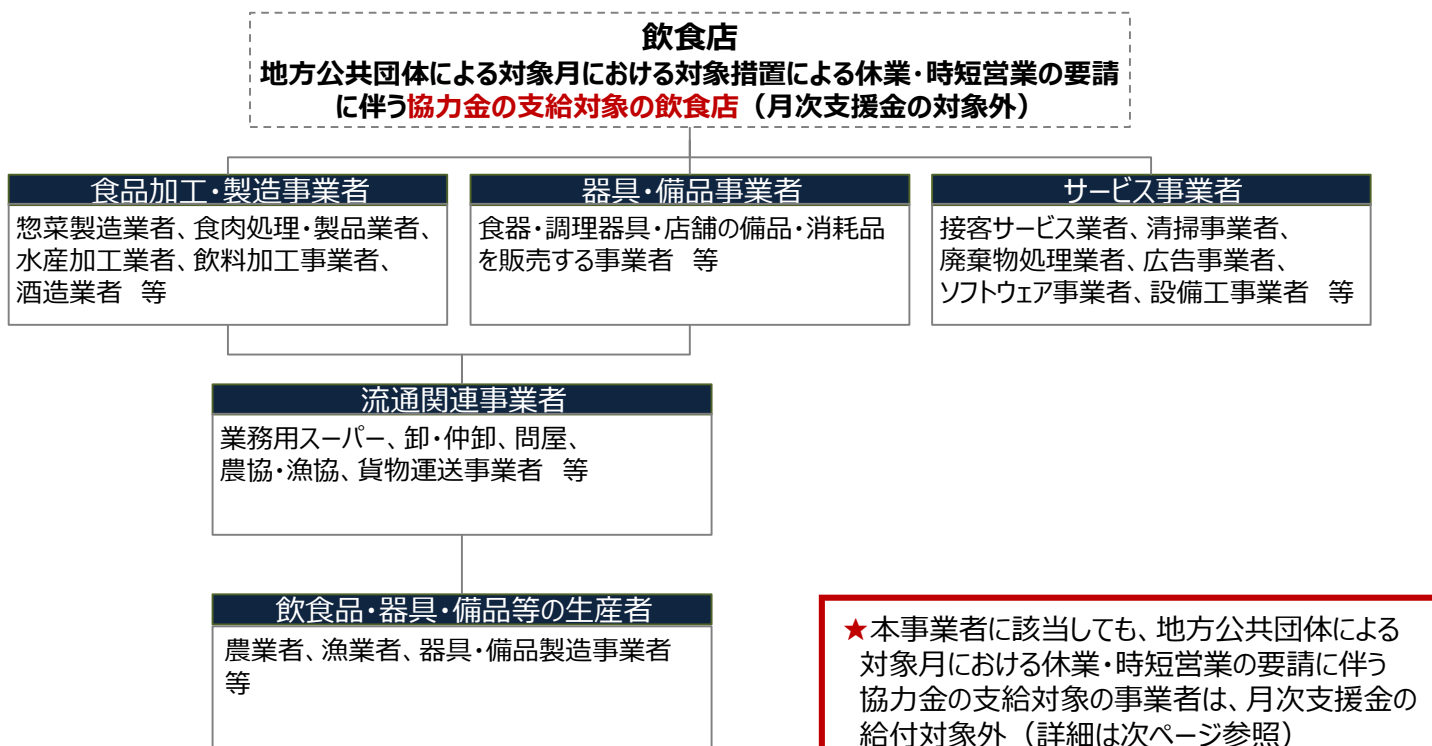 飲食店
地方公共団体による対象月における対象措置による休業・時短営業の要請
に伴う協力金の支給対象の飲食店（月次支援金の対象外）
食品加工・製造事業者
惣菜製造業者、食肉処理・製品業者、
水産加工業者、飲料加工事業者、
酒造業者　等
器具・備品事業者
食器・調理器具・店舗の備品・消耗品
を販売する事業者　等
サービス事業者
接客サービス業者、清掃事業者、
廃棄物処理業者、広告事業者、
ソフトウェア事業者、設備工事業者　等
流通関連事業者
業務用スーパー、卸・仲卸、問屋、
農協・漁協、貨物運送事業者　等
飲食品・器具・備品等の生産者
農業者、漁業者、器具・備品製造事業者
等
★本事業者に該当しても、地方公共団体による
対象月における休業・時短営業の要請に伴う
協力金の支給対象の事業者は、月次支援金の
給付対象外（詳細は次ページ参照）